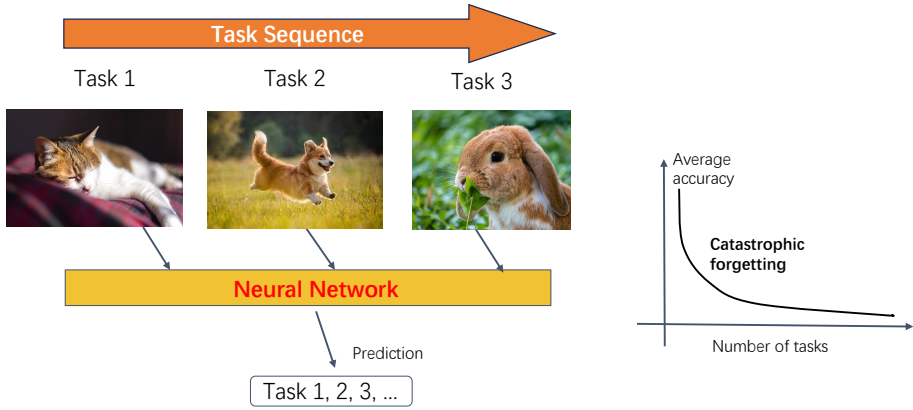 Task Sequence
Task 1
Task 2
Task 3
Neural Network
Prediction
Task 1, 2, 3, ...
Average
accuracy
Catastrophic
forgetting
Number of tasks